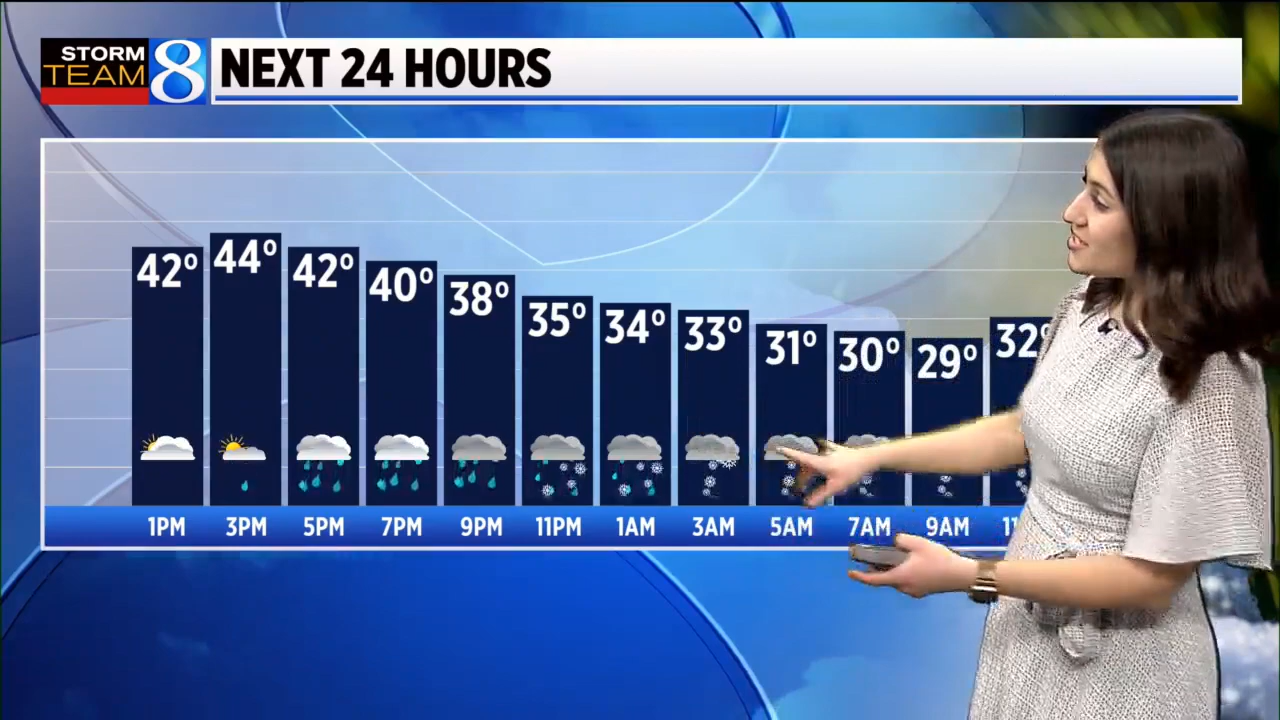 STORM
TEAM 8
NEXT 24 HOURS
42° 44° 42° 40° 38° 35° 34° 33° 31° 30° 29° 32°
1PM 3PM 5PM 7PM 9PM 11PM 1AM 3AM 5AM 7AM 9AM